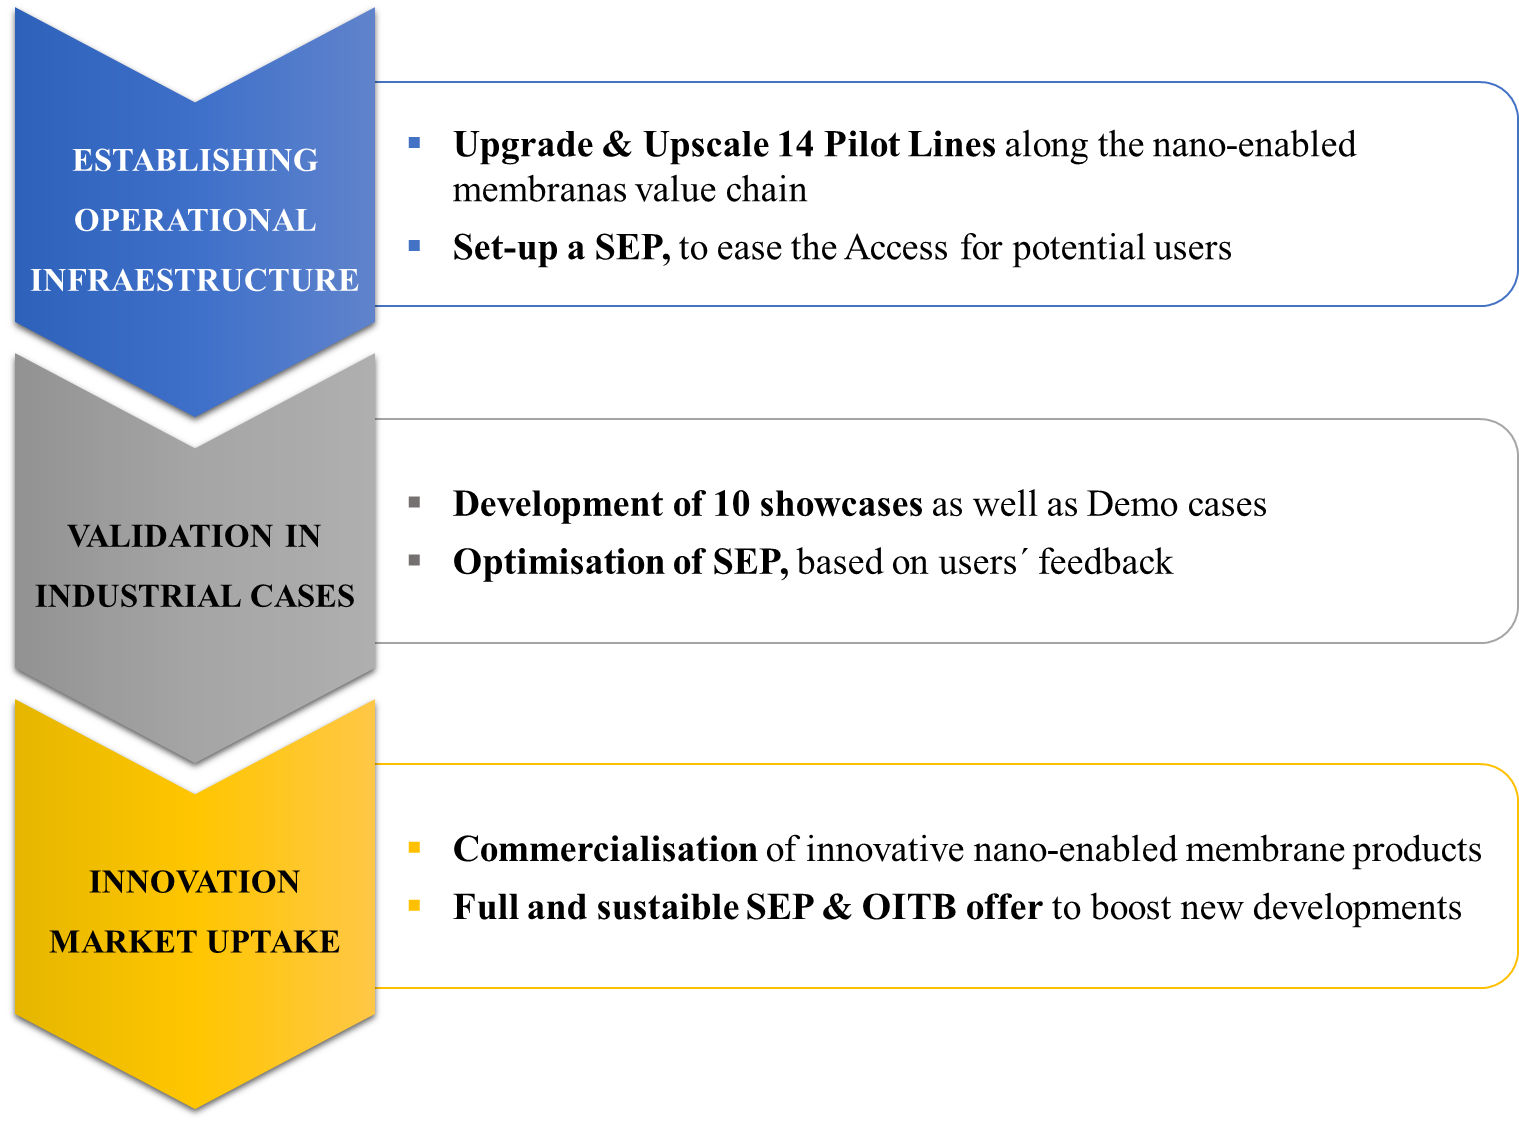 ESTABLISHING
OPERATIONAL
INFRAESTRUCTURE
▪ Upgrade & Upscale 14 Pilot Lines along the nano-enabled
membranas value chain
▪ Set-up a SEP, to ease the Access for potential users
VALIDATION IN
INDUSTRIAL CASES
▪ Development of 10 showcases as well as Demo cases
▪ Optimisation of SEP, based on users´ feedback
INNOVATION
MARKET UPTAKE
▪ Commercialisation of innovative nano-enabled membrane products
▪ Full and sustaible SEP & OITB offer to boost new developments